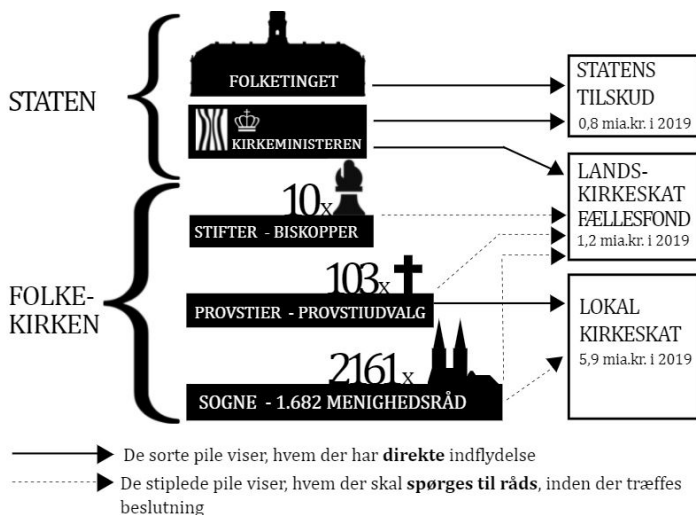 STATEN
FOLKETINGET
KIRKEMINISTEREN
STATENS
TILSKUD
0,8 mia.kr. i 2019
LANDS-
KIRKESKAT
FÆLLESFOND
1,2 mia.kr. i 2019
FOLKE-
KIRKEN
10x
STIFTER - BISKOPPER
103x
PROVSTIER - PROVSTIUDVALG
2161x
SOGNE - 1.682 MENIGHEDSRÅD
LOKAL
KIRKESKAT
5,9 mia.kr. i 2019
De sorte pile viser, hvem der har direkte indflydelse
De stiplede pile viser, hvem der skal spørges til råds, inden der træffes
beslutning